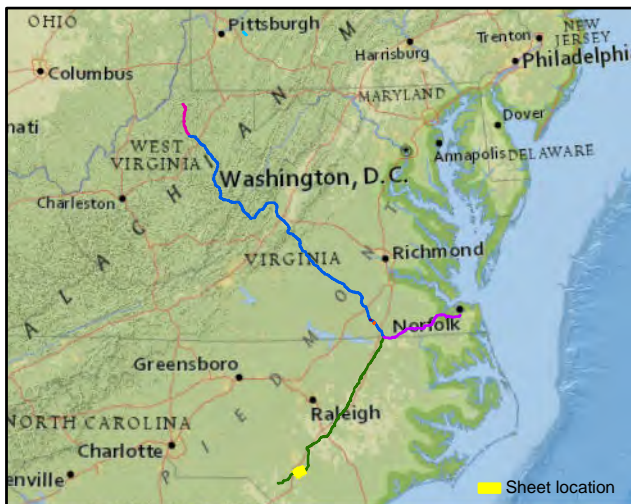 OHIO
Pittsburgh
Trenton
NEW
JERSEY
Columbus
Harrisburg
Philadelphia
MARYLAND
nati
Dover
WEST
VIRGINIA
Annapolis
DELAWARE
Washington, D.C.
Charleston
Richmond
VIRGINIA
Norfolk
Greensboro
Raleigh
NORTH CAROLINA
Charlotte
enville
A L A C H I A N M
P I E D M O N T
Sheet location